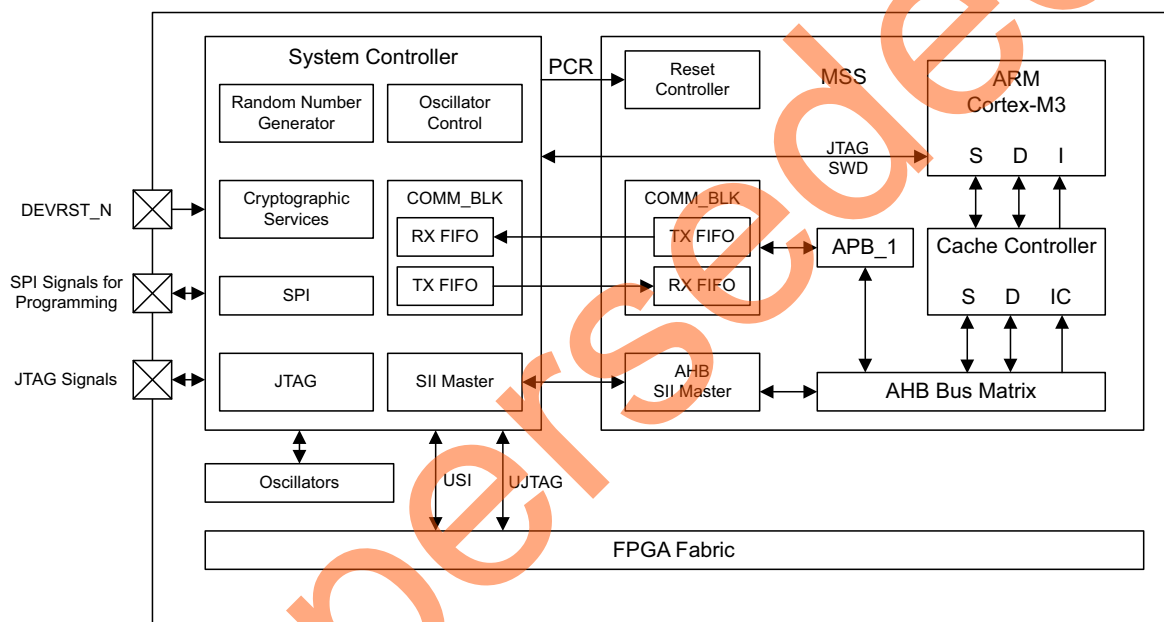 System Controller
Random Number
Generator
Oscillator
Control
Cryptographic
Services
COMM_BLK
RX FIFO
TX FIFO
SPI
JTAG
SII Master
DEVRST_N
SPI Signals for
Programming
JTAG Signals
Oscillators
USI
UJTAG
FPGA Fabric
PCR
MSS
Reset
Controller
JTAG
SWD
COMM_BLK
TX FIFO
RX FIFO
APB_1
AHB
SII Master
ARM
Cortex-M3
S D I
Cache Controller
S D IC
AHB Bus Matrix
persede